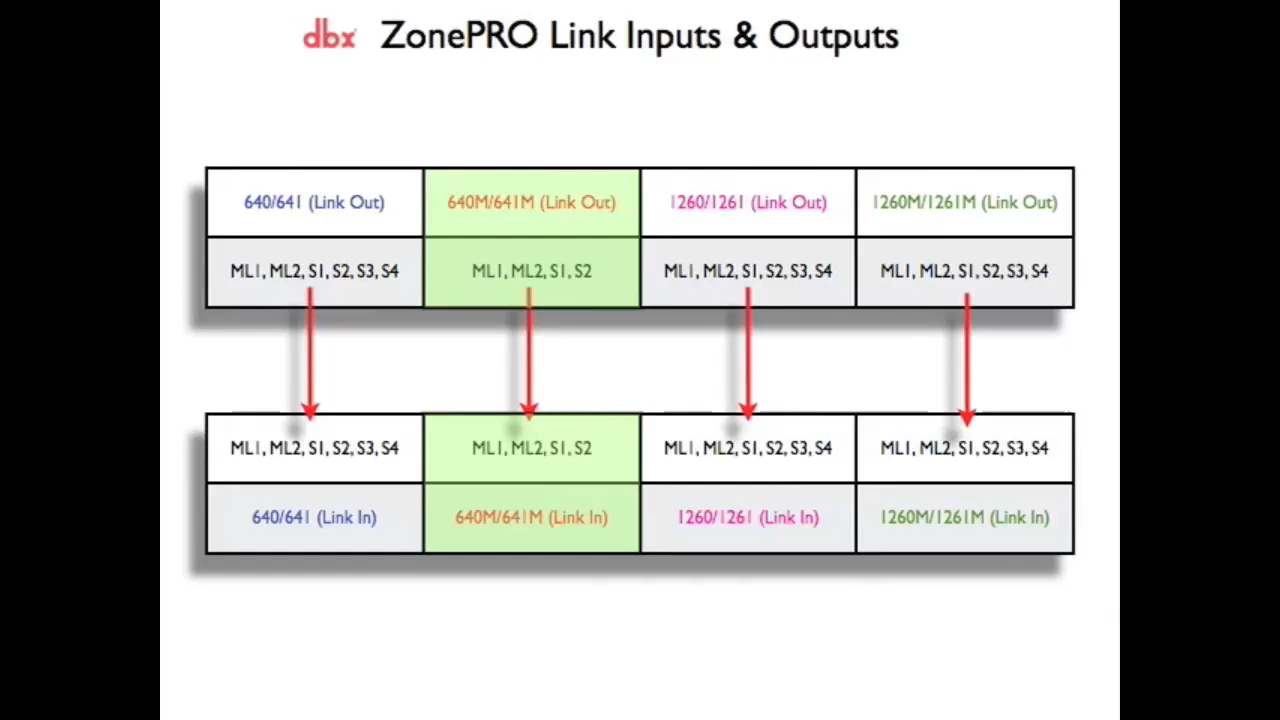 dbx ZonePRO Link Inputs & Outputs
640/641 (Link Out) 640M/641M (Link Out) 1260/1261 (Link Out) 1260M/1261M (Link Out)
ML1, ML2, S1, S2, S3, S4 ML1, ML2, S1, S2 ML1, ML2, S1, S2, S3, S4 ML1, ML2, S1, S2, S3, S4
ML1, ML2, S1, S2, S3, S4 ML1, ML2, S1, S2 ML1, ML2, S1, S2, S3, S4 ML1, ML2, S1, S2, S3, S4
640/641 (Link In) 640M/641M (Link In) 1260/1261 (Link In) 1260M/1261M (Link In)